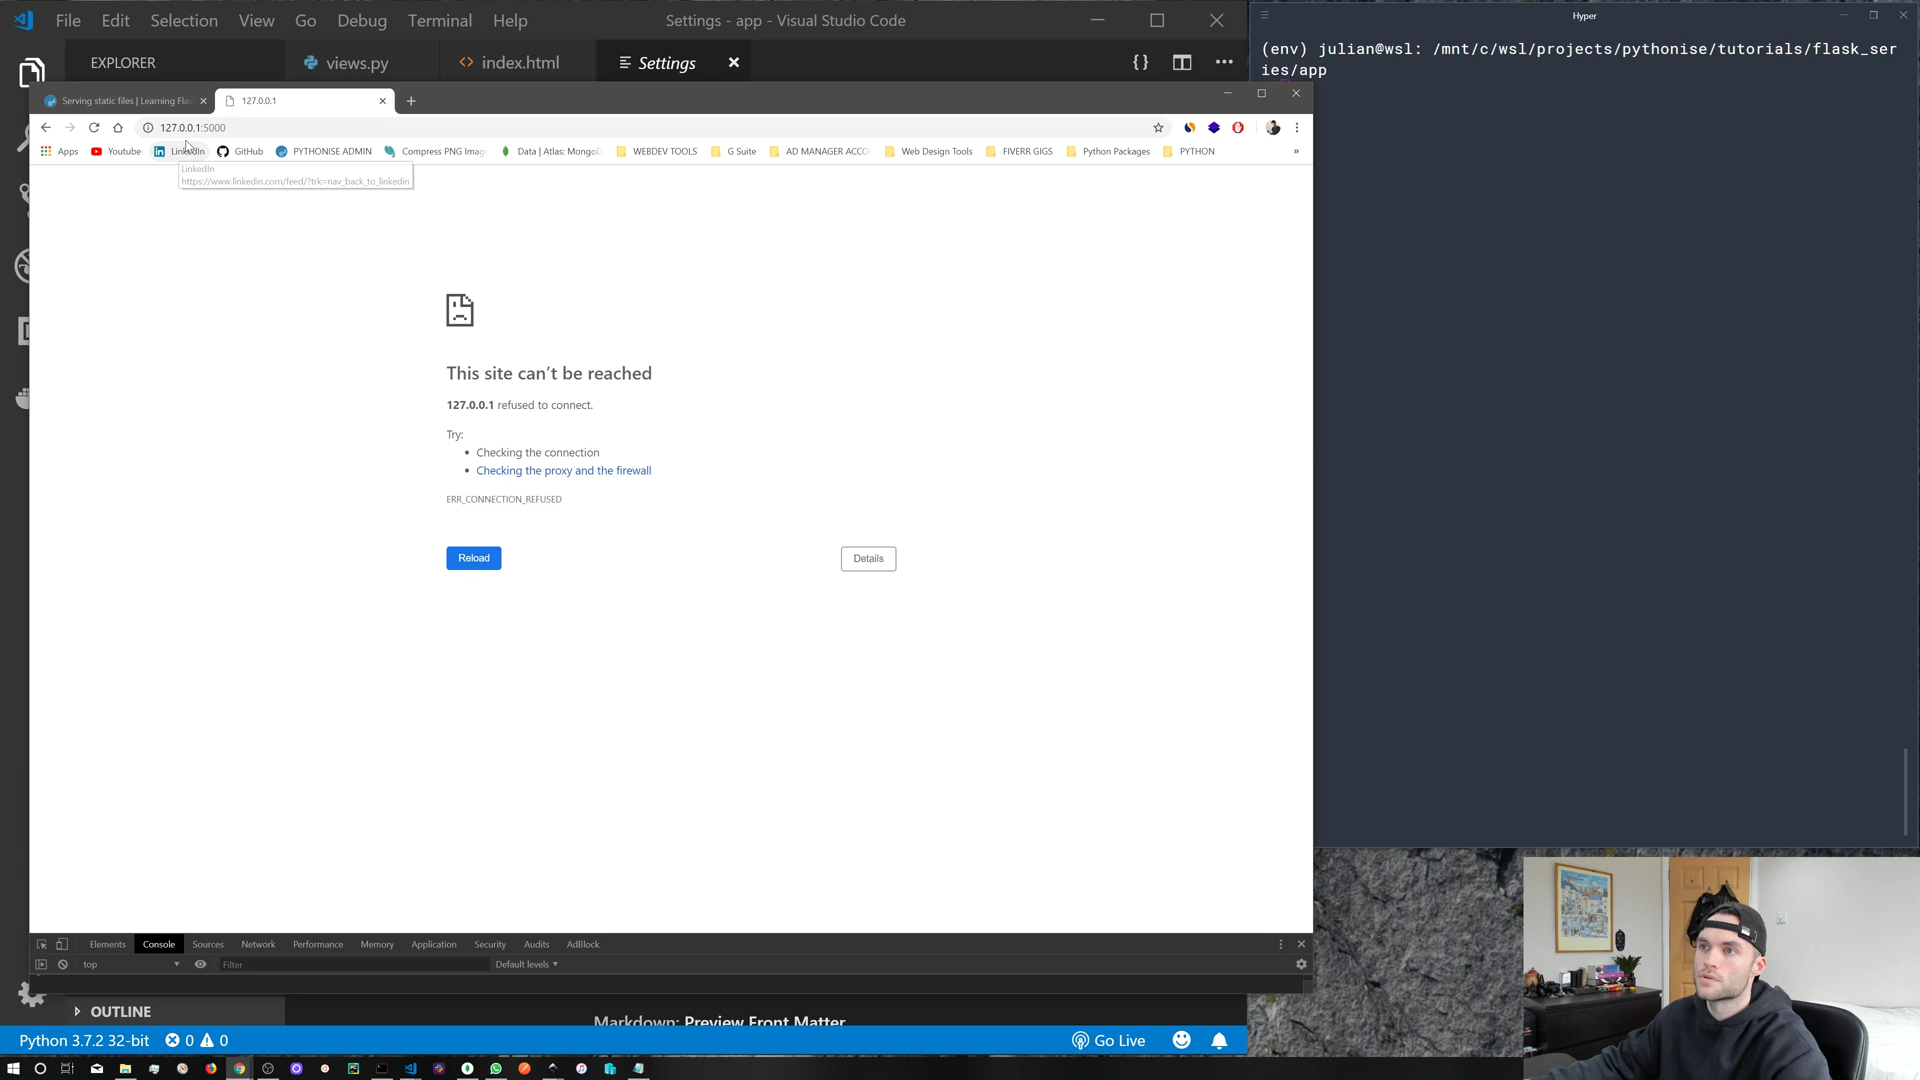 File Edit Selection View Go Debug Terminal Help
Settings - app - Visual Studio Code
EXPLORER
views.py
index.html
Settings
Hyper
(env) julian@wsl: /mnt/c/wsl/projects/pythonise/tutorials/flask_ser
ies/app
Serving static files | Learning Flas
127.0.0.1
127.0.0.1:5000
Apps Youtube LinkedIn GitHub PYTHONISE ADMIN Compress PNG Imag Data | Atlas: MongoD WEBDEV TOOLS G Suite AD MANAGER ACCO Web Design Tools FIVERR GIGS Python Packages PYTHON »
LinkedIn
https://www.linkedin.com/feed/?trk=nav_back_to_linkedin
This site can't be reached
127.0.0.1 refused to connect.
Try:
• Checking the connection
• Checking the proxy and the firewall
ERR_CONNECTION_REFUSED
Reload
Details
Elements Console Sources Network Performance Memory Application Security Audits AdBlock
top
Filter
Default levels
OUTLINE
Markdown: Preview Front Matter
Python 3.7.2 32-bit 0 0
Go Live